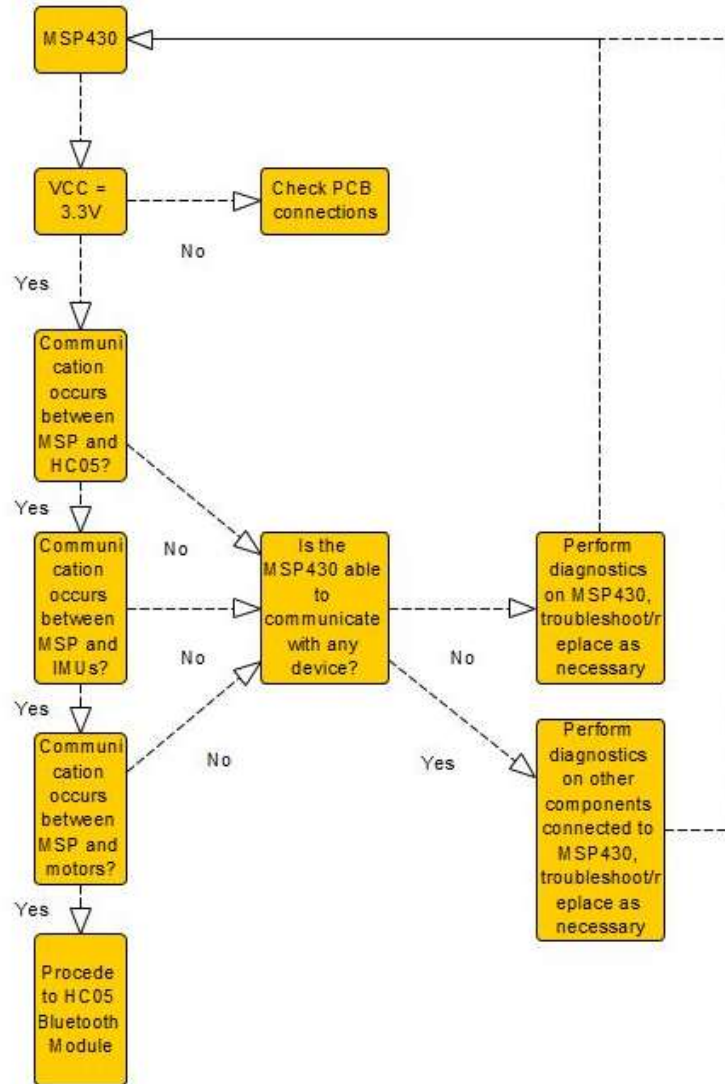 MSP430
VCC =
3.3V
Check PCB
connections
No
Yes
Communi
cation
occurs
between
MSP and
HC05?
Yes
No
Communi
cation
occurs
between
MSP and
IMUs?
Is the
MSP430 able
to
communicate
with any
device?
Perform
diagnostics
on MSP430,
troubleshoot/r
eplace as
necessary
No
No
Yes
Communi
cation
occurs
between
MSP and
motors?
No
Yes
Perform
diagnostics
on other
components
connected to
MSP430,
troubleshoot/r
eplace as
necessary
Yes
Procede
to HC05
Bluetooth
Module